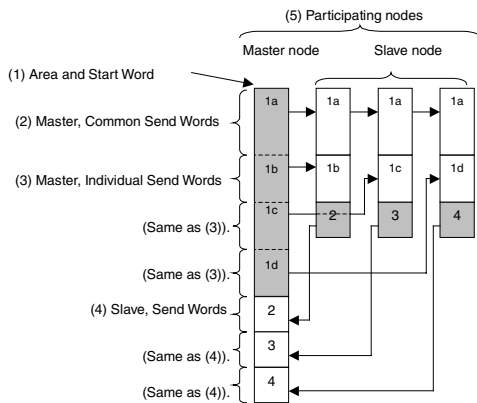 (5) Participating nodes
Master node
Slave node
(1) Area and Start Word
1a
1a
1a
1a
(2) Master, Common Send Words
1b
1b
1c
1d
(3) Master, Individual Send Words
1c
2
3
4
(Same as (3)).
1d
(Same as (3)).
(4) Slave, Send Words
2
(Same as (4)).
3
(Same as (4)).
4